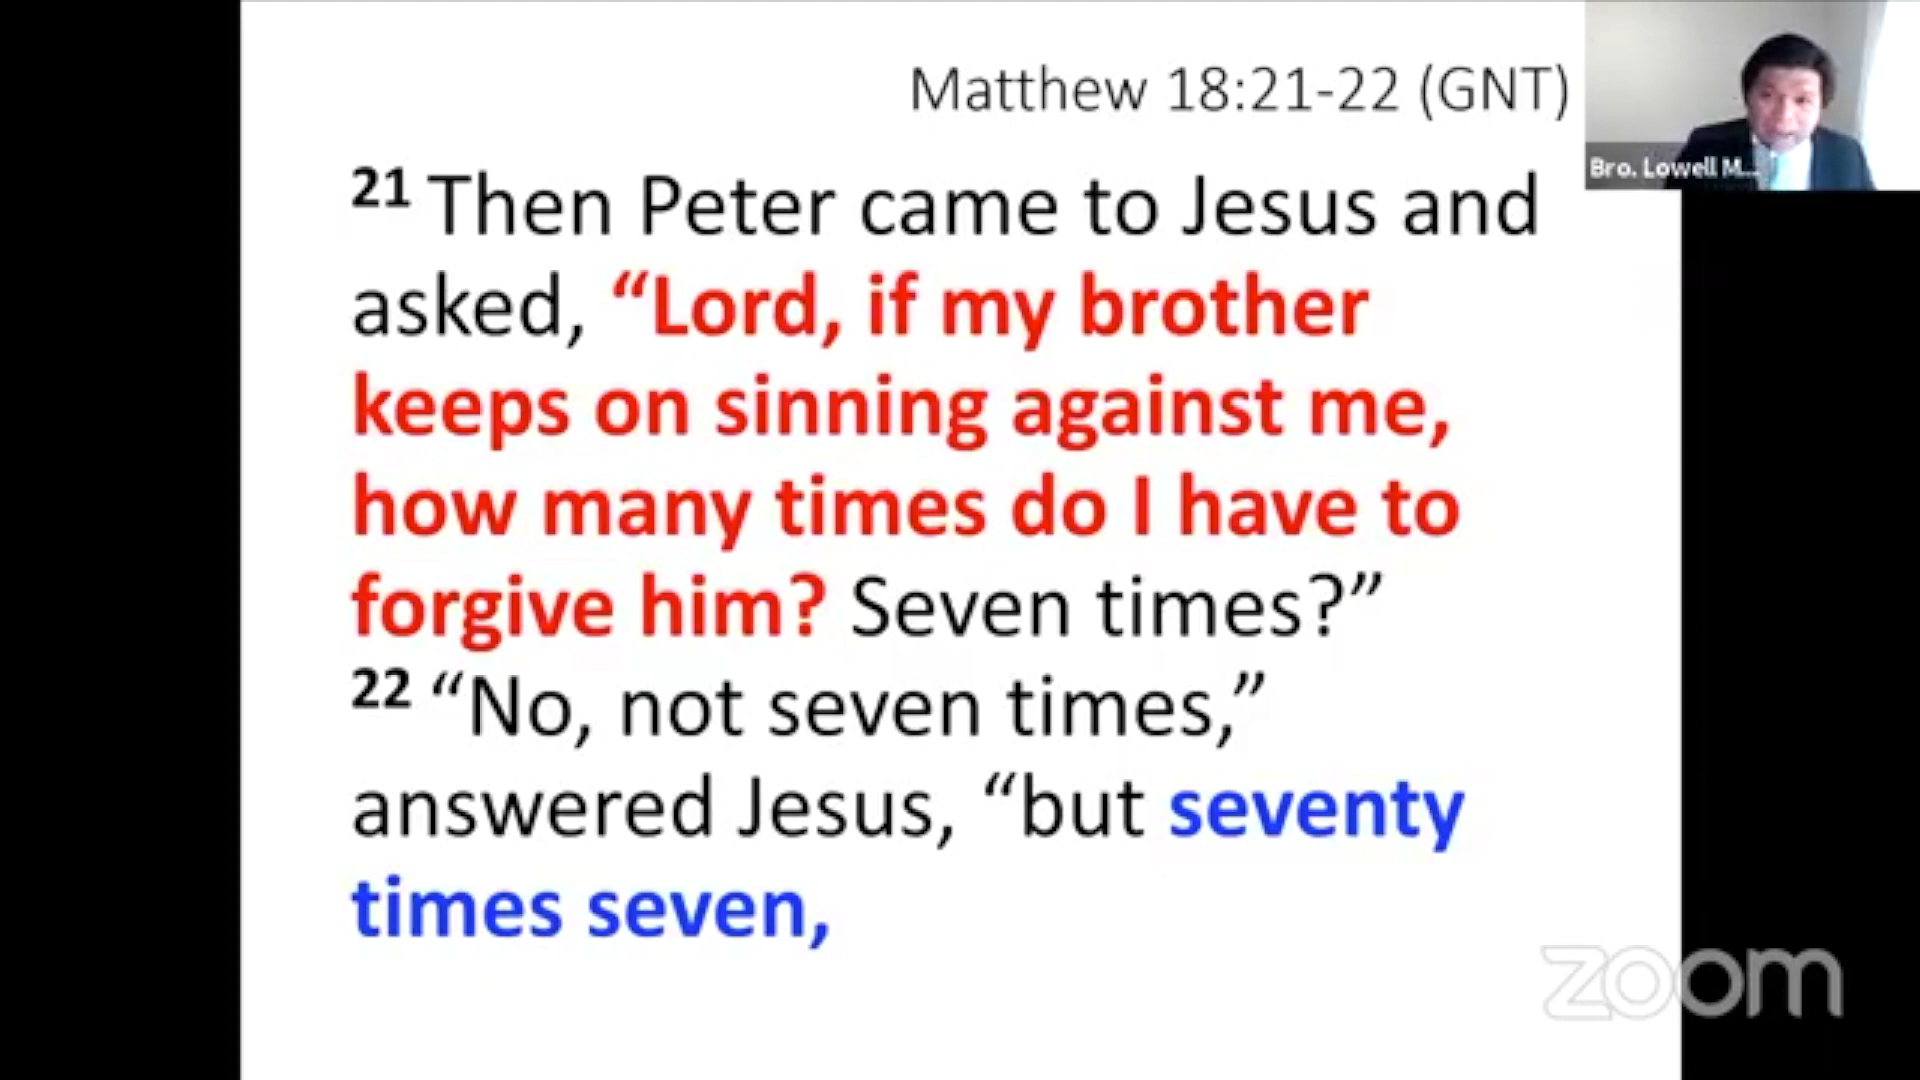 Matthew 18:21-22 (GNT)
Bro. Lowell M...
21 Then Peter came to Jesus and
asked, “Lord, if my brother
keeps on sinning against me,
how many times do I have to
forgive him? Seven times?”
22 “No, not seven times,”
answered Jesus, “but seventy
times seven,
zoom